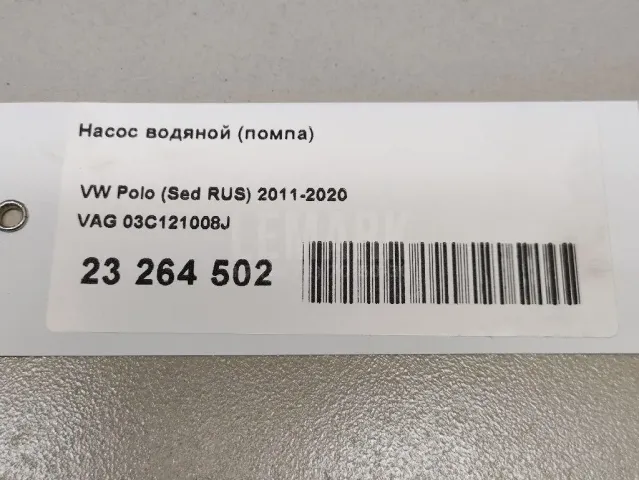 Насос водяной (помпа)
VW Polo (Sed RUS) 2011-2020
VAG 03C121008J
23 264 502